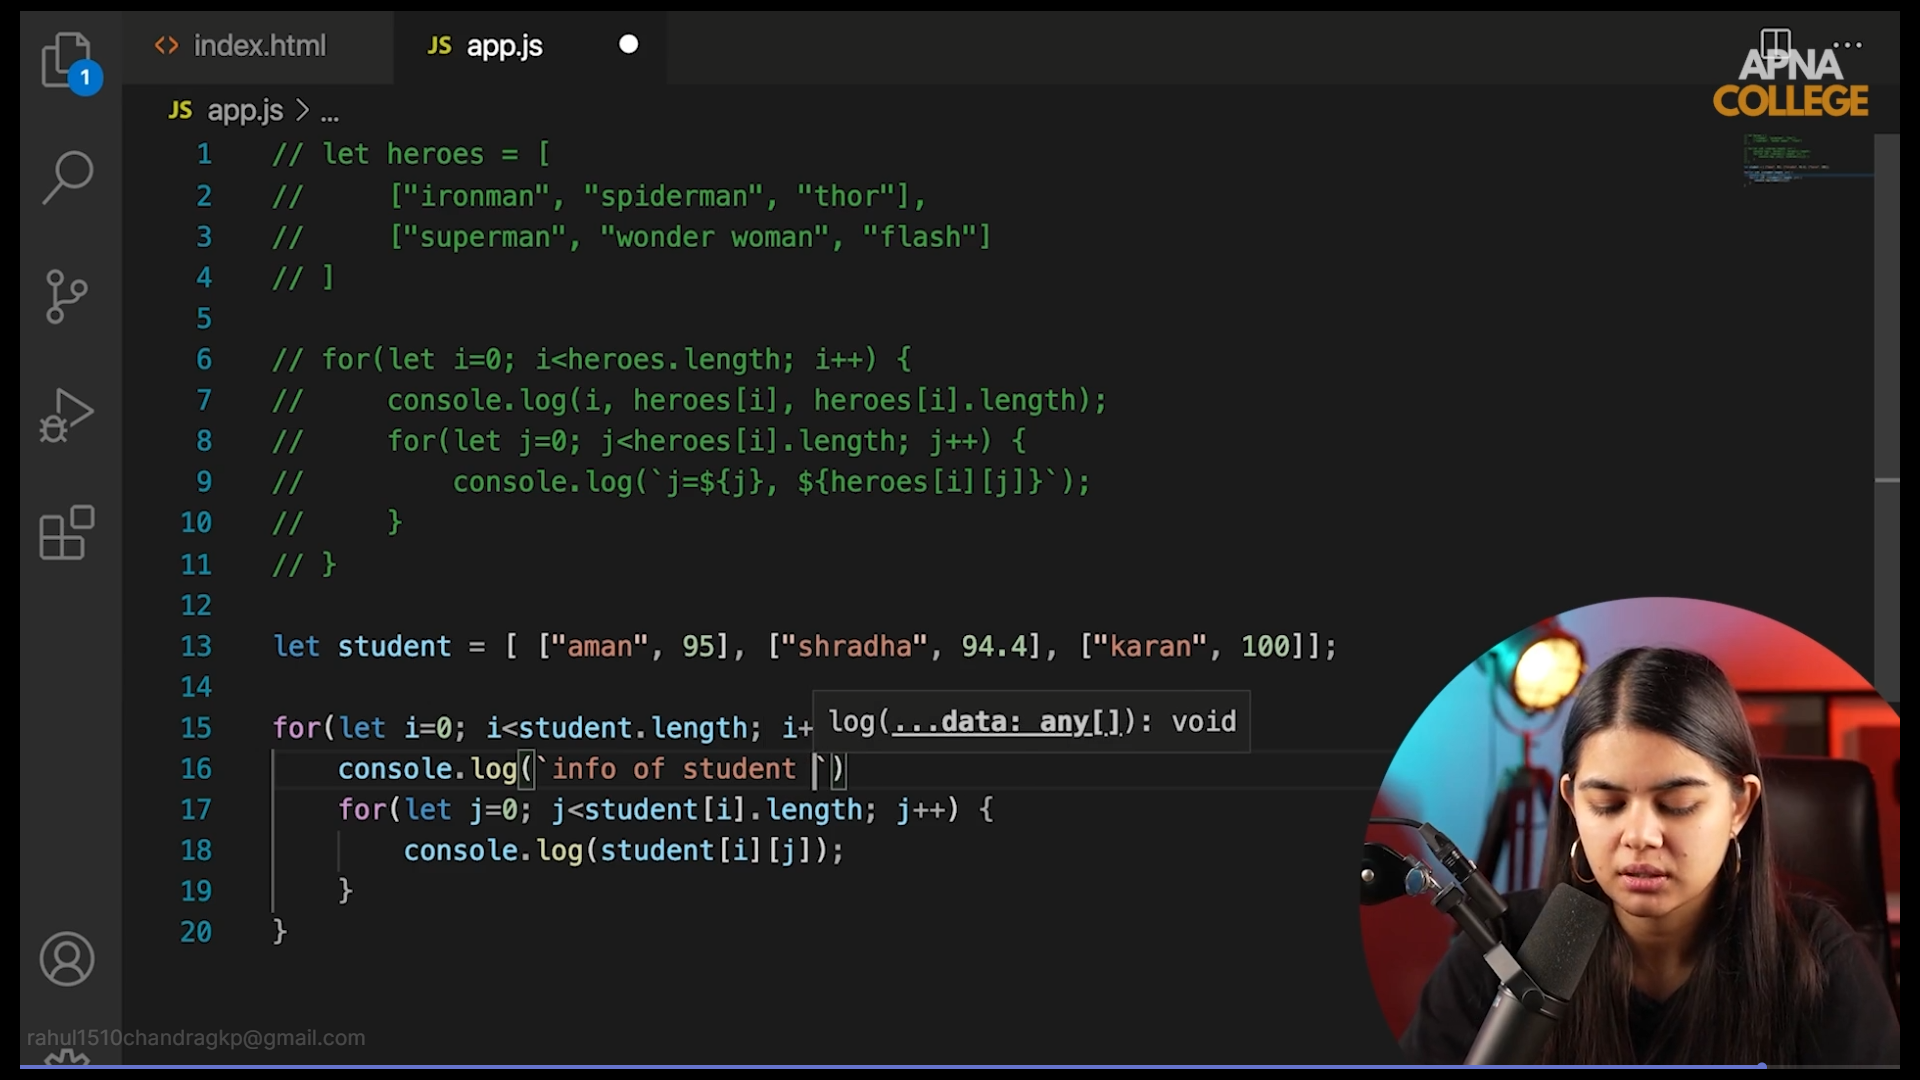 index.html
JS app.js
APNA
COLLEGE
1
JS app.js > ...
1 // let heroes = [
2 //     ["ironman", "spiderman", "thor"],
3 //     ["superman", "wonder woman", "flash"]
4 // ]
5
6 // for(let i=0; i<heroes.length; i++) {
7 //     console.log(i, heroes[i], heroes[i].length);
8 //     for(let j=0; j<heroes[i].length; j++) {
9 //         console.log(`j=${j}, ${heroes[i][j]}`);
10 //     }
11 // }
12
13 let student = [ ["aman", 95], ["shradha", 94.4], ["karan", 100]];
14
log(...data: any[]): void
15 for(let i=0; i<student.length; i+
16     console.log(`info of student `)
17     for(let j=0; j<student[i].length; j++) {
18         console.log(student[i][j]);
19     }
20 }
rahul1510chandragkp@gmail.com